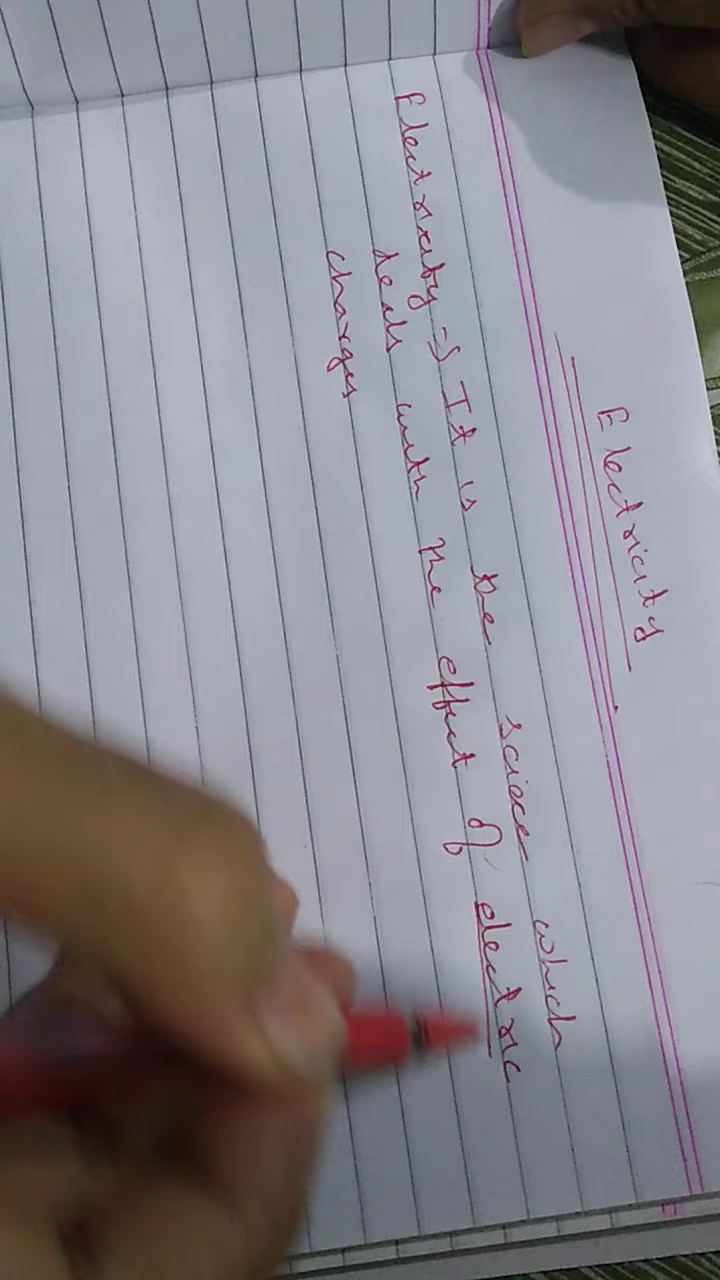 Electricity
Electricity → It is the science which
deals with the effect of electric
charges